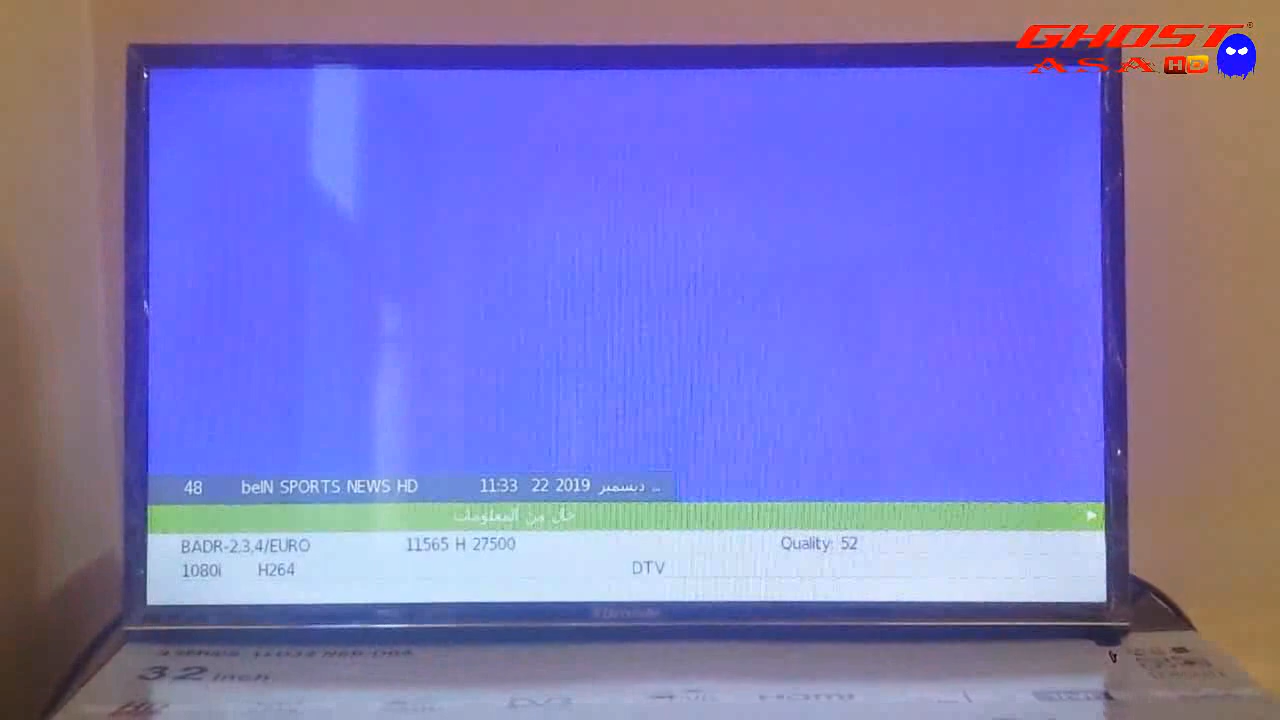 GHOST
ASA HD
48 beIN SPORTS NEWS HD 11:33 22 2019 ديسمبر ..
خال من المعلومات
BADR-2,3,4/EURO 11565 H 27500 Quality: 52
1080i H264 DTV
32 inch